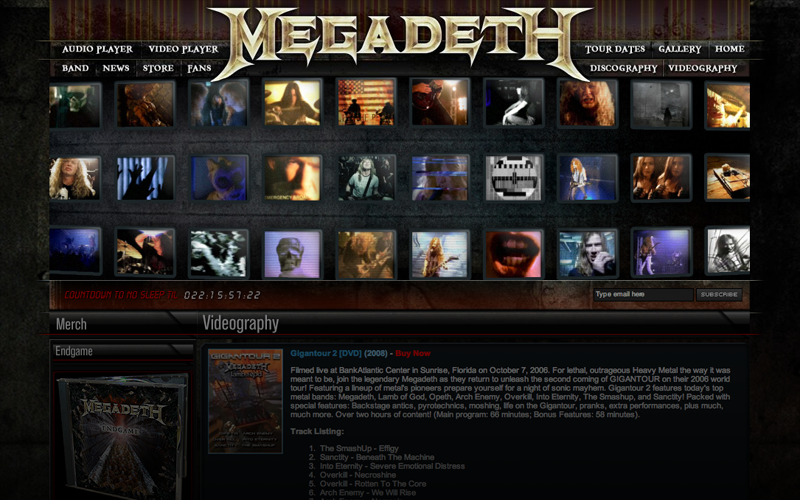 MEGADETH
AUDIO PLAYER VIDEO PLAYER
TOUR DATES GALLERY HOME
BAND NEWS STORE FANS
DISCOGRAPHY VIDEOGRAPHY
COUNTDOWN TO NO SLEEP TIL 022:15:57:22
Type email here
SUBSCRIBE
Merch
Videography
Endgame
MEGADETH
ENDGAME
GIGANTOUR 2
MEGADETH
Gigantour 2 [DVD] (2008) - Buy Now
Filmed live at BankAtlantic Center in Sunrise, Florida on October 7, 2006. For lethal, outrageous Heavy Metal the way it was
meant to be, join the legendary Megadeth as they return to unleash the second coming of GIGANTOUR on their 2006 world
tour! Featuring a lineup of metal's pioneers prepare yourself for a night of sonic mayhem. Gigantour 2 features today's top
metal bands: Megadeth, Lamb of God, Opeth, Arch Enemy, Overkill, Into Eternity, The Smashup, and Sanctity! Packed with
special features: Backstage antics, pyrotechnics, moshing, life on the Gigantour, pranks, extra performances, plus much,
much more. Over two hours of content! (Main program: 66 minutes; Bonus Features: 58 minutes).
Track Listing:
1. The SmashUp - Effigy
2. Sanctity - Beneath The Machine
3. Into Eternity - Severe Emotional Distress
4. Overkill - Necroshine
5. Overkill - Rotten To The Core
6. Arch Enemy - We Will Rise